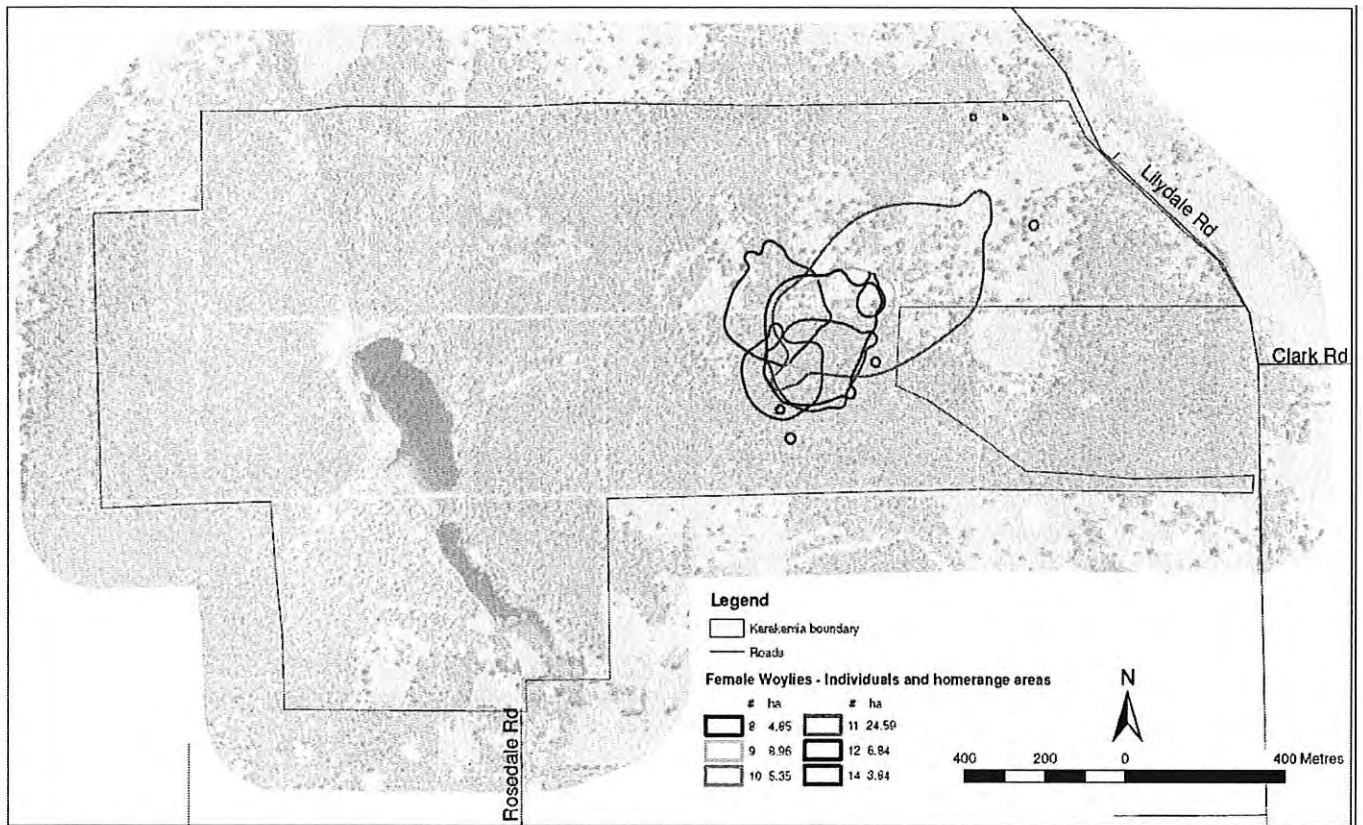 Lilydale Rd
Clark Rd
Rosedale Rd
Legend
Karakamia boundary
Roads
Female Woylies - Individuals and homerange areas
# ha # ha
8 4.65 11 24.59
9 8.96 12 6.84
10 5.35 14 3.84
N
400 200 0 400 Metres